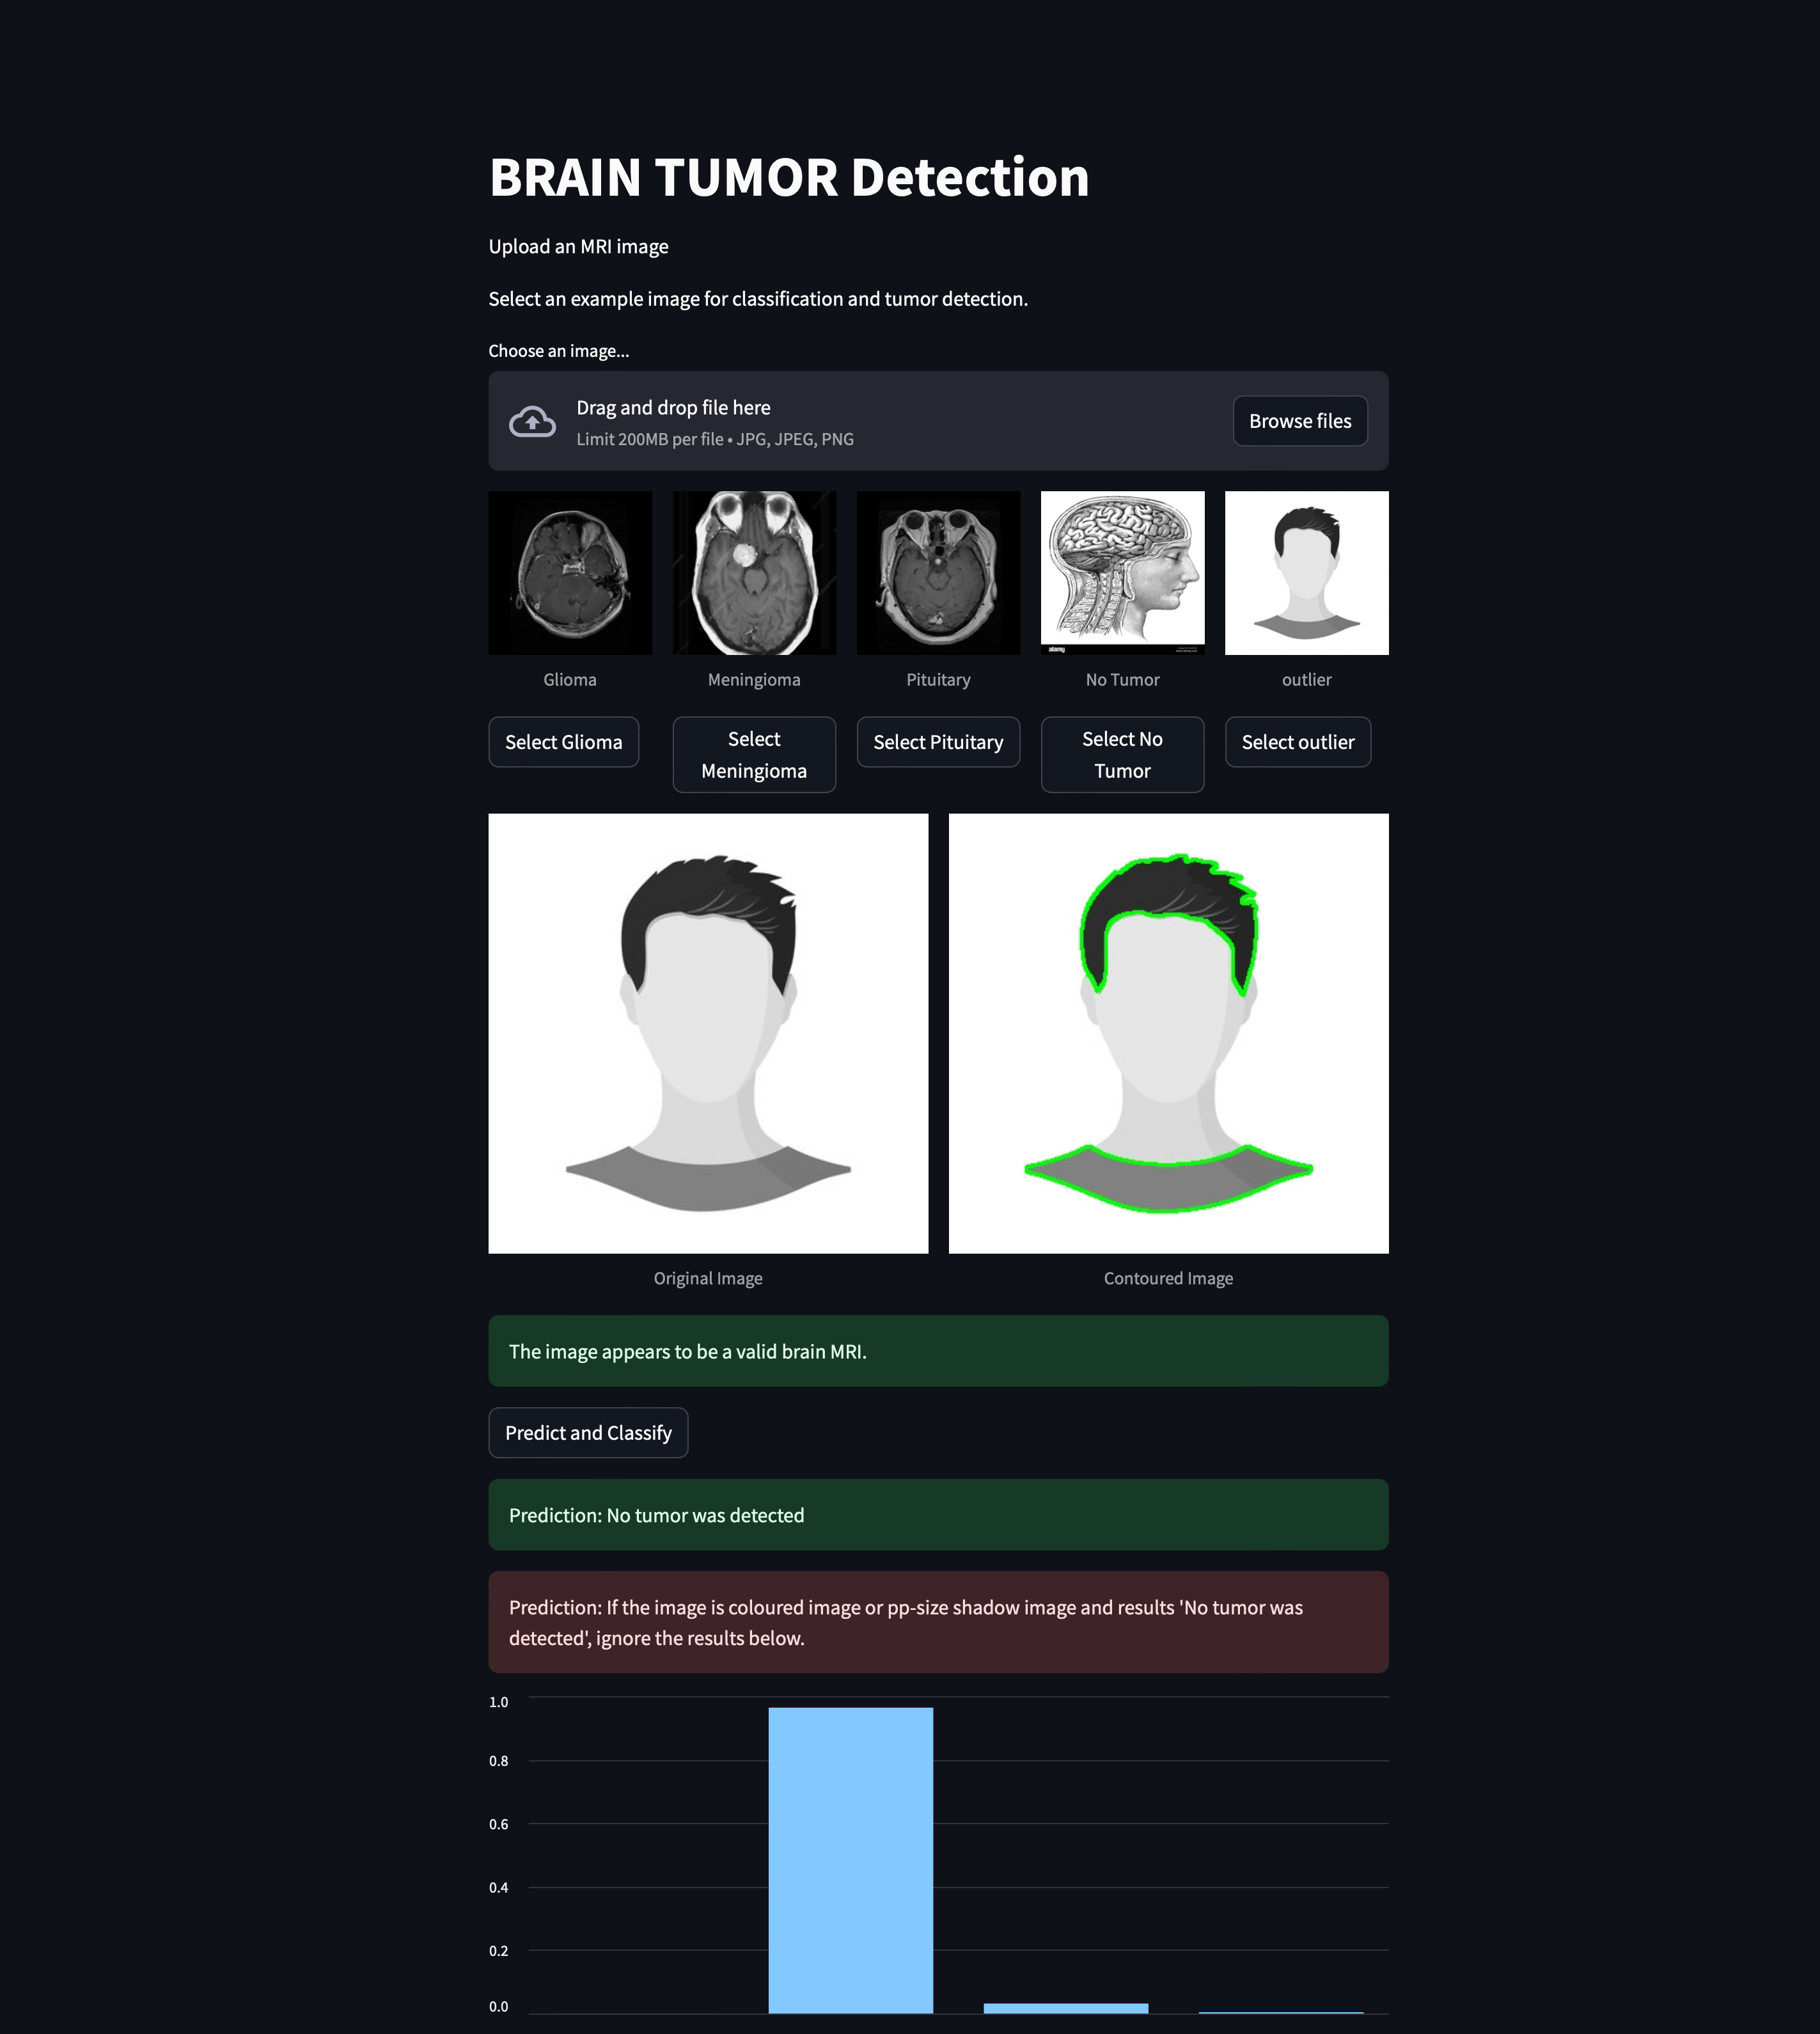 BRAIN TUMOR Detection
Upload an MRI image
Select an example image for classification and tumor detection.
Choose an image...
Drag and drop file here
Limit 200MB per file • JPG, JPEG, PNG
Browse files
alamy
Glioma
Meningioma
Pituitary
No Tumor
outlier
Select Glioma
Select
Meningioma
Select Pituitary
Select No
Tumor
Select outlier
Original Image
Contoured Image
The image appears to be a valid brain MRI.
Predict and Classify
Prediction: No tumor was detected
Prediction: If the image is coloured image or pp-size shadow image and results 'No tumor was
detected', ignore the results below.
1.0
0.8
0.6
0.4
0.2
0.0